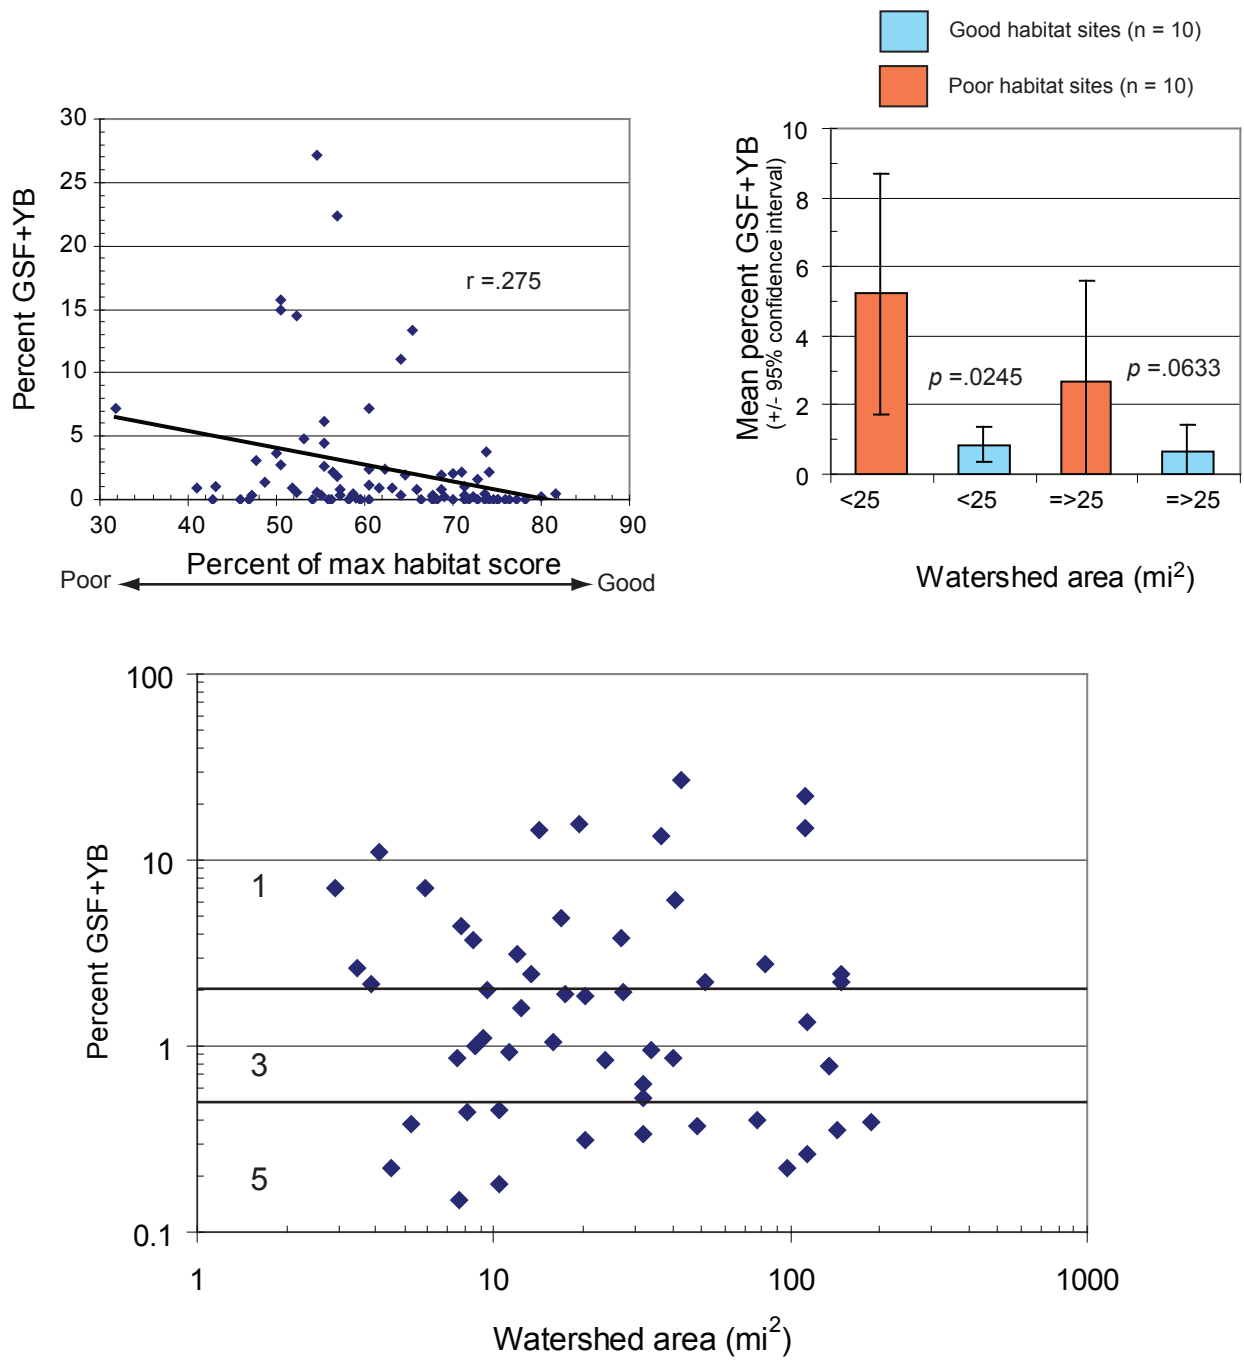 Good habitat sites (n = 10)
Poor habitat sites (n = 10)
30
25
20
15
10
5
0
Percent GSF+YB
r =.275
30 40 50 60 70 80 90
Percent of max habitat score
Poor Good
10
8
6
4
2
0
Mean percent GSF+YB
(+/- 95% confidence interval)
p =.0245
p =.0633
<25 <25 =>25 =>25
Watershed area (mi²)
100
10
1
0.1
Percent GSF+YB
1
3
5
1 10 100 1000
Watershed area (mi²)